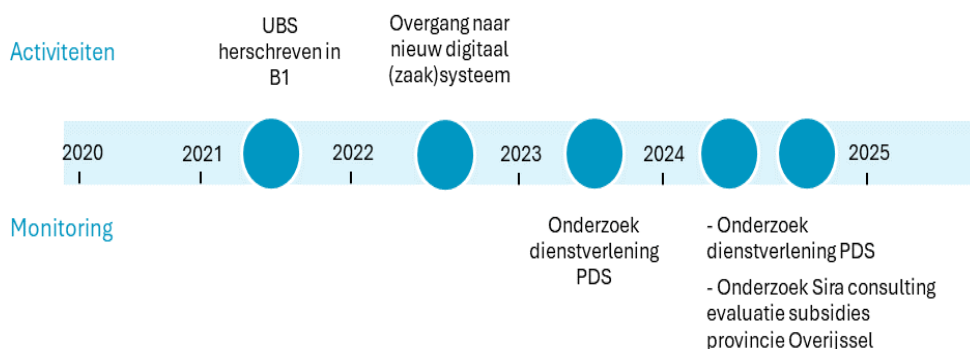 Activiteiten
UBS
herschreven in
B1
Overgang naar
nieuw digitaal
(zaak)systeem
2020
2021
2022
2023
2024
2025
Monitoring
Onderzoek
dienstverlening
PDS
- Onderzoek
dienstverlening PDS
- Onderzoek Sira consulting
evaluatie subsidies
provincie Overijssel